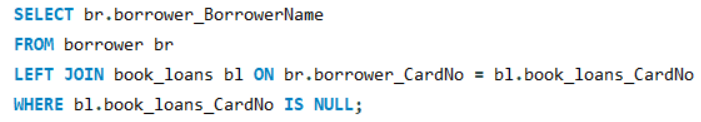 SELECT br.borrower_BorrowerName
FROM borrower br
LEFT JOIN book_loans bl ON br.borrower_CardNo = bl.book_loans_CardNo
WHERE bl.book_loans_CardNo IS NULL;